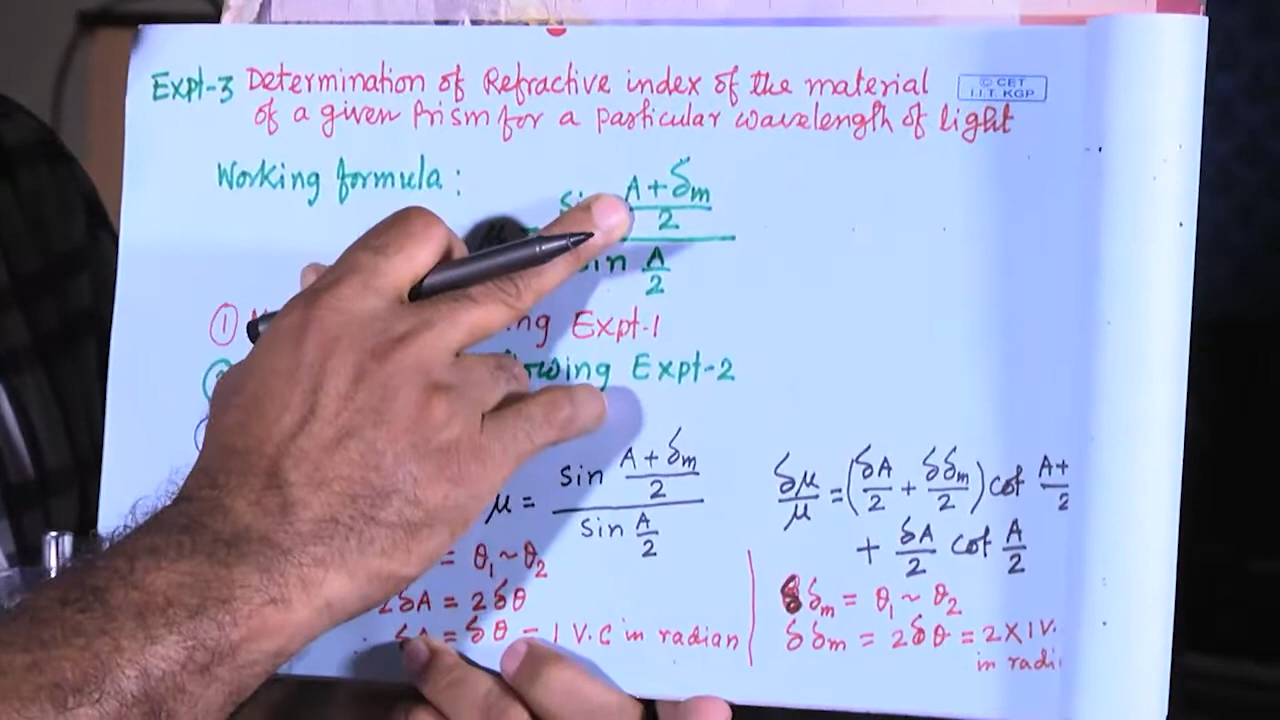 Expt-3 Determination of Refractive index of the material
of a given Prism for a particular wavelength of light
© CET
I.I.T. KGP
Working formula :
A + δm
2
sin A/2
① Expt-1
② Expt-2
μ = sin (A + δm)/2
sin A/2
= θ₁ ~ θ₂
2δA = 2δθ
δA = δθ = 1 V.C in radian
δμ/μ = (δA/2 + δδm/2) cot A+/2
+ δA/2 cot A/2
δm = θ₁ ~ θ₂
δδm = 2δθ = 2X1V.
in radi